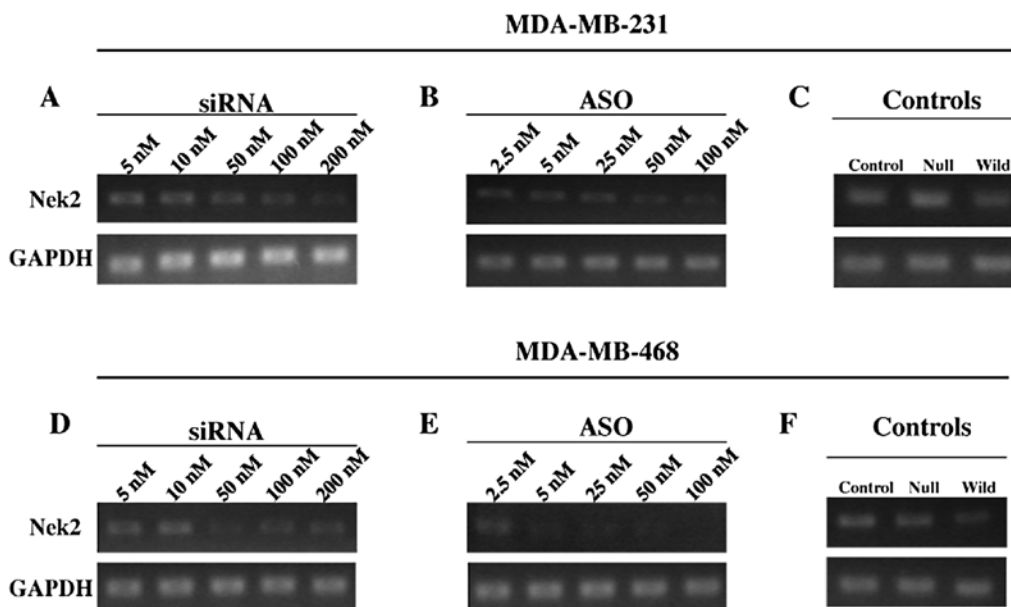 MDA-MB-231
A siRNA
5 nM 10 nM 50 nM 100 nM 200 nM
B ASO
2.5 nM 5 nM 25 nM 50 nM 100 nM
C Controls
Control Null Wild
Nek2
GAPDH
MDA-MB-468
D siRNA
5 nM 10 nM 50 nM 100 nM 200 nM
E ASO
2.5 nM 5 nM 25 nM 50 nM 100 nM
F Controls
Control Null Wild
Nek2
GAPDH